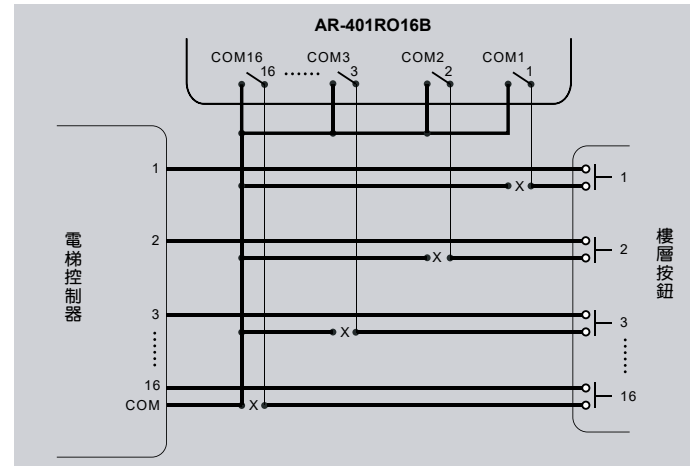 AR-401RO16B
COM16 COM3 COM2 COM1
16 ...... 3 2 1
1
X 1
2
X 2
3
X 3
16
COM X 16
電梯控制器
樓層按鈕